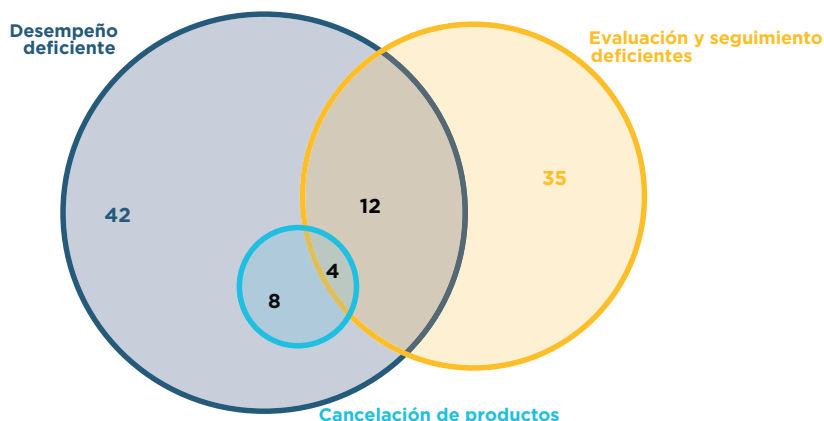 Desempeño
deficiente
Evaluación y seguimiento
deficientes
42
12
35
4
8
Cancelación de productos